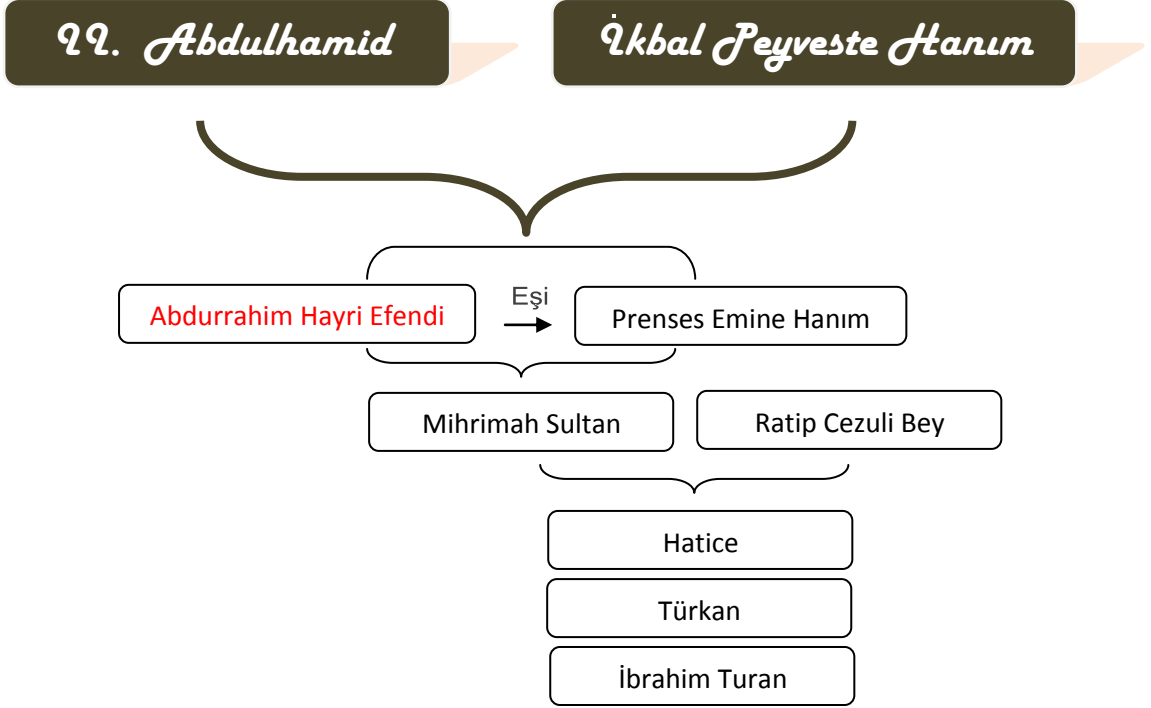 II. Abdulhamid
İkbal Peyveste Hanım
Abdurrahim Hayri Efendi
Eşi
Prenses Emine Hanım
Mihrimah Sultan
Ratip Cezuli Bey
Hatice
Türkan
İbrahim Turan